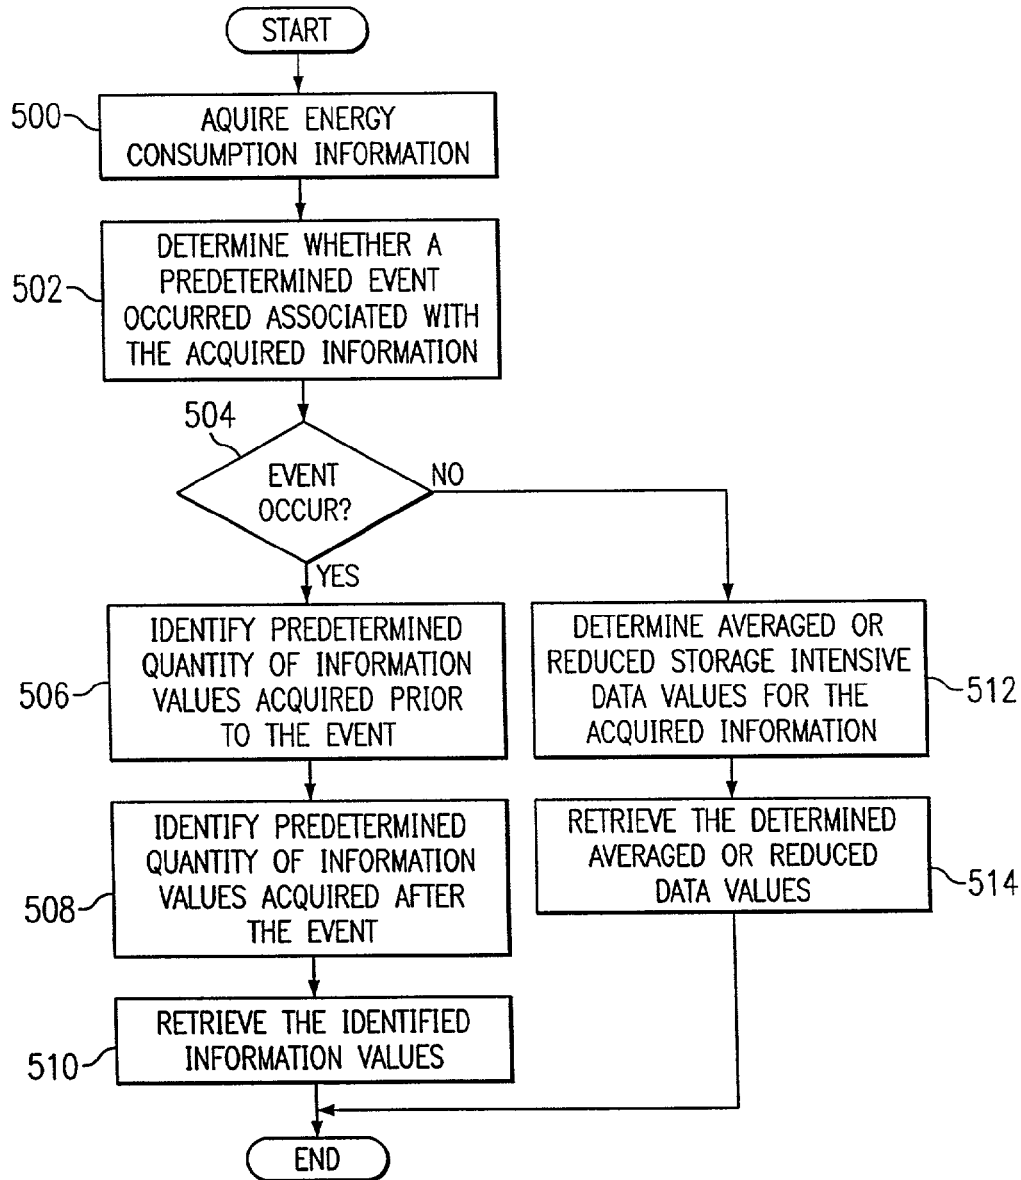 START
500
AQUIRE ENERGY
CONSUMPTION INFORMATION
502
DETERMINE WHETHER A
PREDETERMINED EVENT
OCCURRED ASSOCIATED WITH
THE ACQUIRED INFORMATION
504
EVENT
OCCUR?
NO
YES
506
IDENTIFY PREDETERMINED
QUANTITY OF INFORMATION
VALUES ACQUIRED PRIOR
TO THE EVENT
508
IDENTIFY PREDETERMINED
QUANTITY OF INFORMATION
VALUES ACQUIRED AFTER
THE EVENT
510
RETRIEVE THE IDENTIFIED
INFORMATION VALUES
DETERMINE AVERAGED OR
REDUCED STORAGE INTENSIVE
DATA VALUES FOR THE
ACQUIRED INFORMATION
512
RETRIEVE THE DETERMINED
AVERAGED OR REDUCED
DATA VALUES
514
END